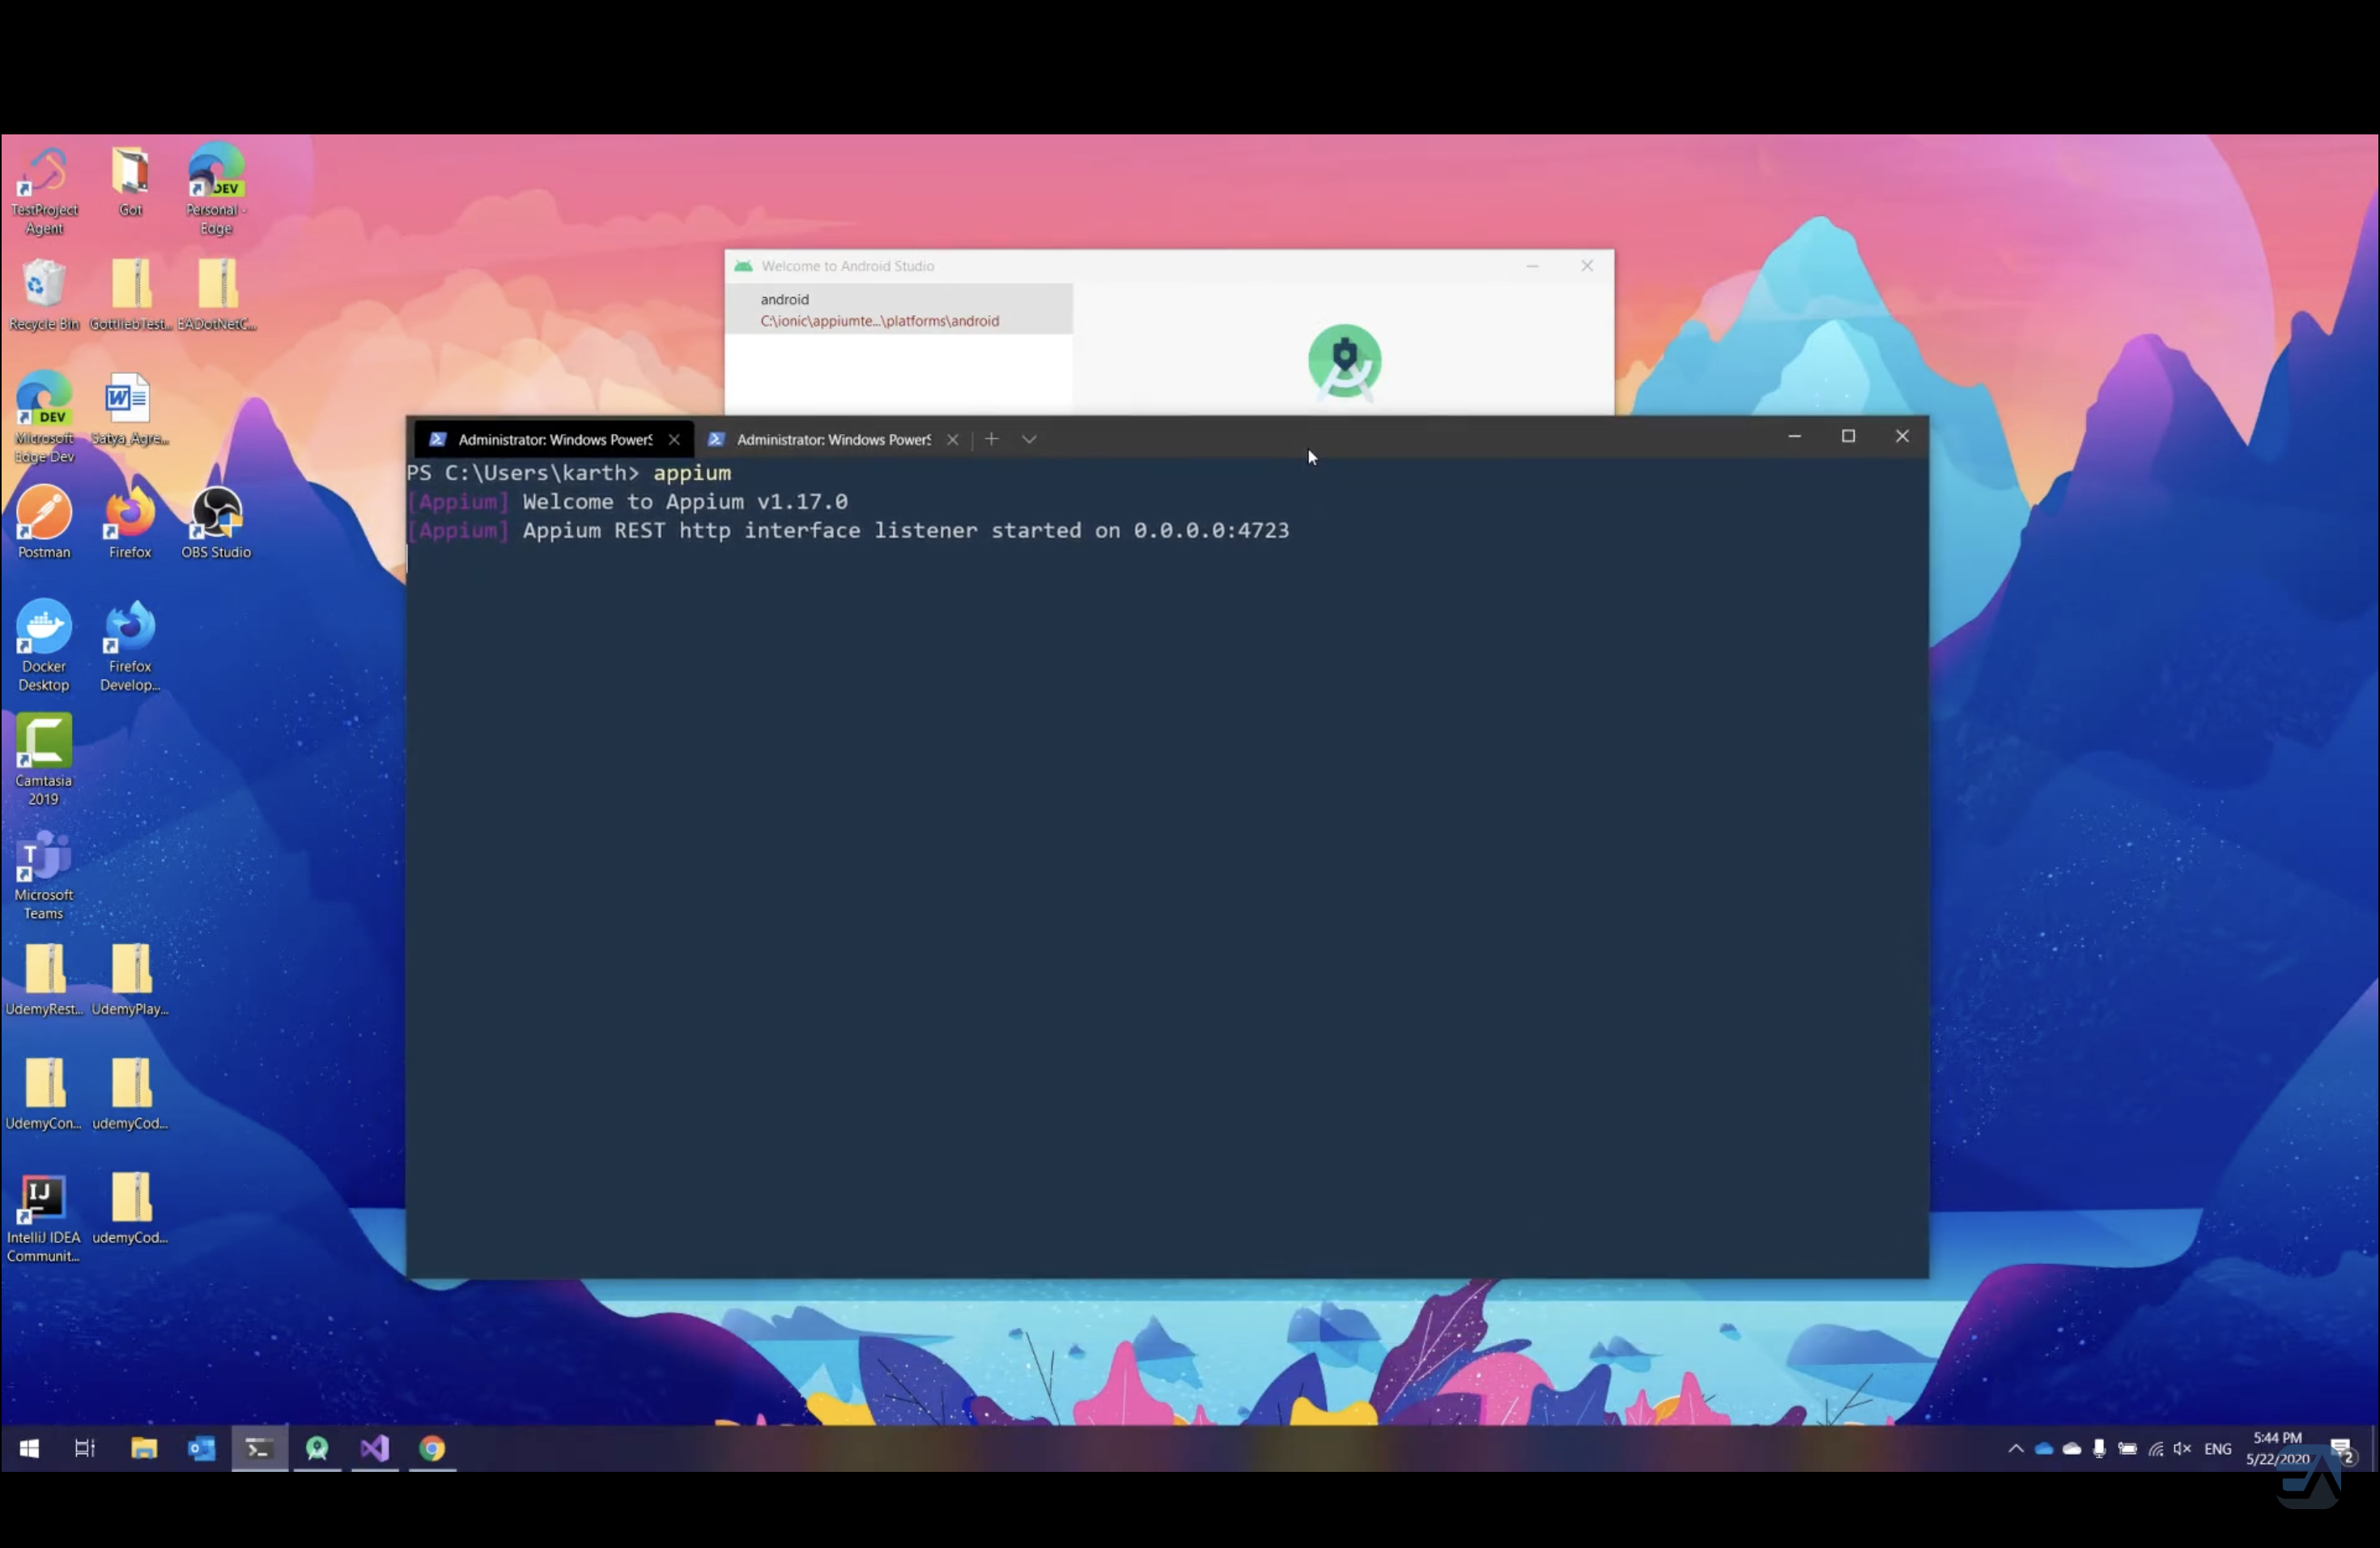 TestProject
Agent
Got
DEV
Personal -
Edge
Recycle Bin
GottliebTest...
EADotNetC...
DEV
Microsoft
Edge Dev
Satya_Agre...
Postman
Firefox
OBS Studio
Docker
Desktop
Firefox
Develop...
Camtasia
2019
Microsoft
Teams
UdemyRest...
UdemyPlay...
UdemyCon...
udemyCod...
IJ
IntelliJ IDEA
Communit...
udemyCod...
Welcome to Android Studio
android
C:\ionic\appiumte...\platforms\android
Administrator: Windows PowerS
Administrator: Windows PowerS
PS C:\Users\karth> appium
[Appium] Welcome to Appium v1.17.0
[Appium] Appium REST http interface listener started on 0.0.0.0:4723
ENG
5:44 PM
5/22/2020
2
EA